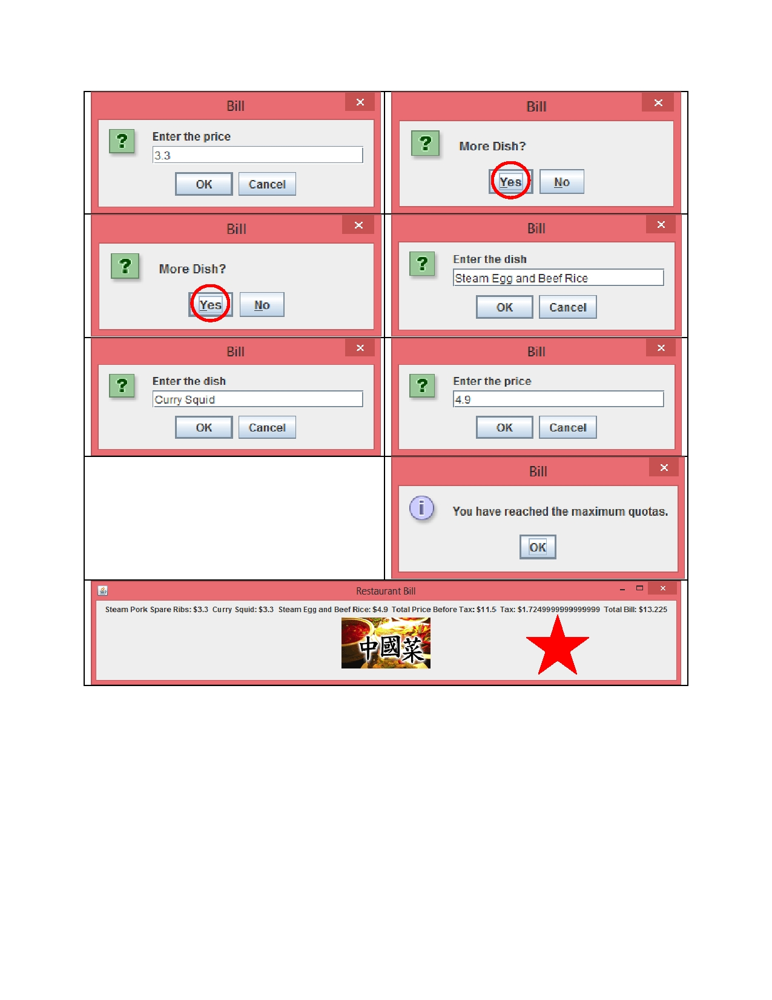 Bill
Enter the price
3.3
OK Cancel
Bill
More Dish?
Yes No
Bill
More Dish?
Yes No
Bill
Enter the dish
Steam Egg and Beef Rice
OK Cancel
Bill
Enter the dish
Curry Squid
OK Cancel
Bill
Enter the price
4.9
OK Cancel
Bill
You have reached the maximum quotas.
OK
Restaurant Bill
Steam Pork Spare Ribs: $3.3 Curry Squid: $3.3 Steam Egg and Beef Rice: $4.9 Total Price Before Tax: $11.5 Tax: $1.7249999999999999 Total Bill: $13.225
中國菜